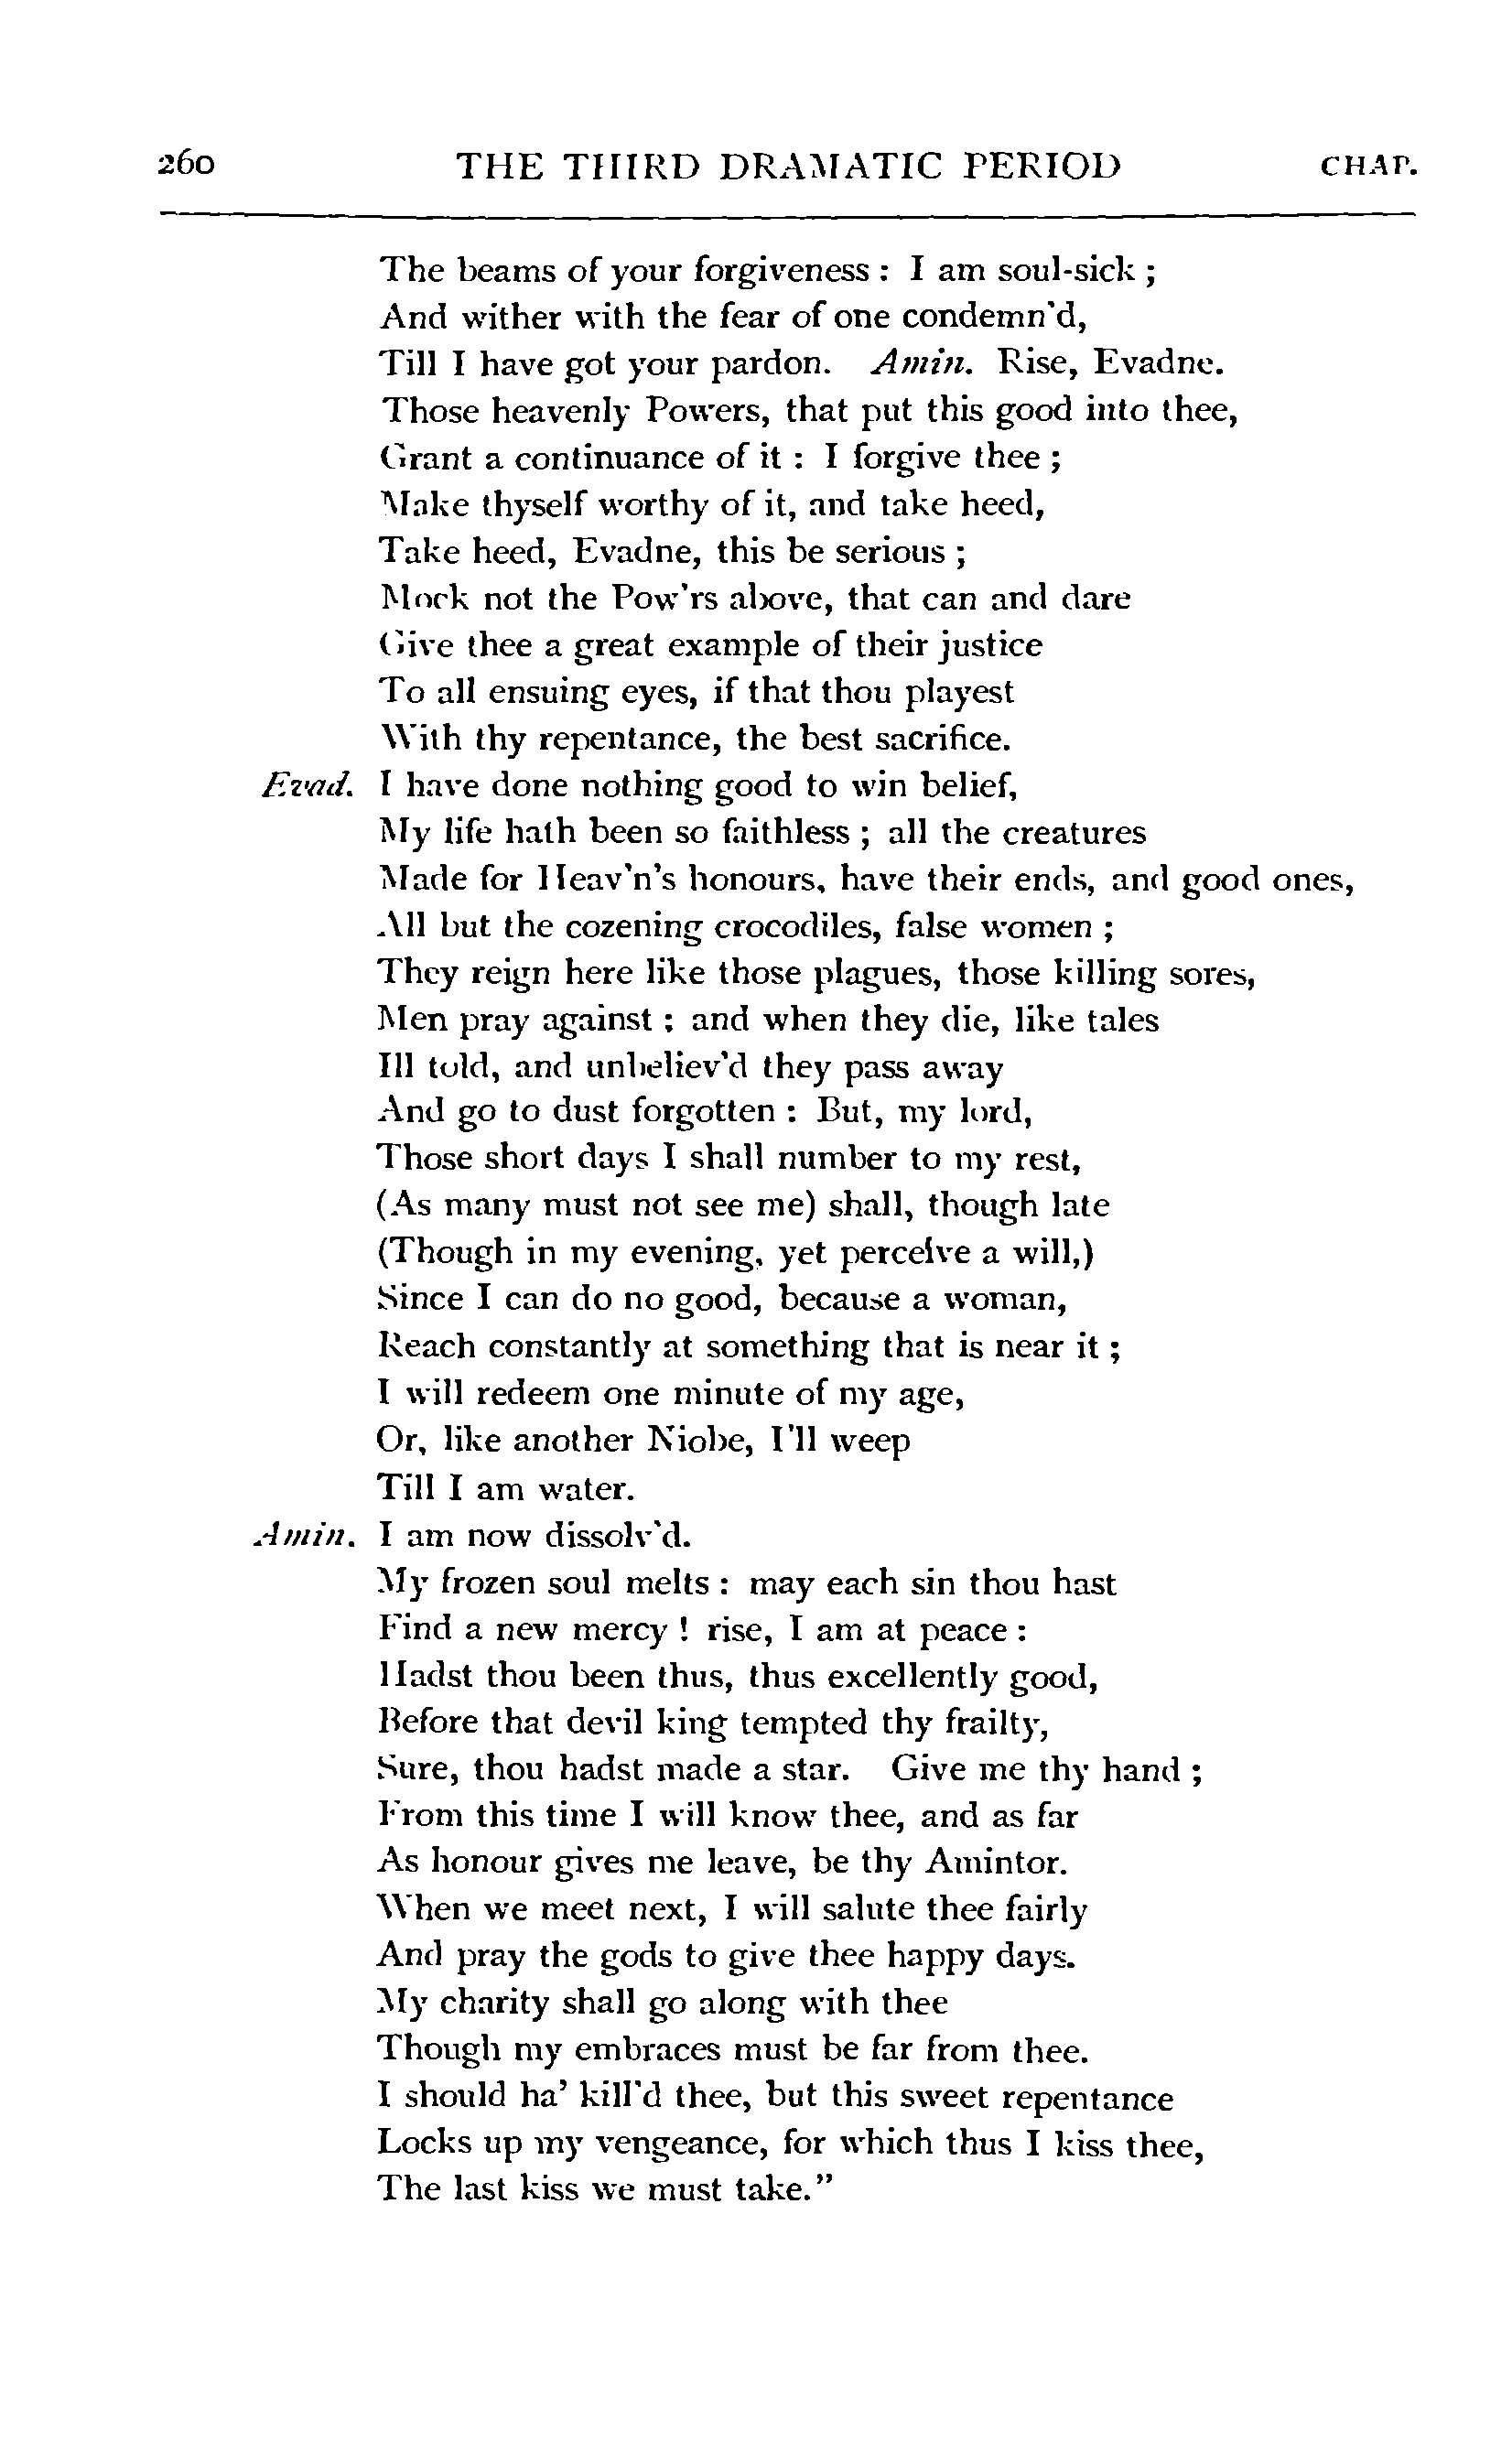 260 THE THIRD DRAMATIC PERIOD CHAP.
The beams of your forgiveness : I am soul-sick ;
And wither with the fear of one condemn'd,
Till I have got your pardon. Amin. Rise, Evadne.
Those heavenly Powers, that put this good into thee,
Grant a continuance of it : I forgive thee ;
Make thyself worthy of it, and take heed,
Take heed, Evadne, this be serious ;
Mock not the Pow'rs above, that can and dare
Give thee a great example of their justice
To all ensuing eyes, if that thou playest
With thy repentance, the best sacrifice.
Evad. I have done nothing good to win belief,
My life hath been so faithless ; all the creatures
Made for Heav'n's honours, have their ends, and good ones,
All but the cozening crocodiles, false women ;
They reign here like those plagues, those killing sores,
Men pray against ; and when they die, like tales
Ill told, and unbeliev'd they pass away
And go to dust forgotten : But, my lord,
Those short days I shall number to my rest,
(As many must not see me) shall, though late
(Though in my evening, yet perceive a will,)
Since I can do no good, because a woman,
Reach constantly at something that is near it ;
I will redeem one minute of my age,
Or, like another Niobe, I'll weep
Till I am water.
Amin. I am now dissolv'd.
My frozen soul melts : may each sin thou hast
Find a new mercy ! rise, I am at peace :
Hadst thou been thus, thus excellently good,
Before that devil king tempted thy frailty,
Sure, thou hadst made a star. Give me thy hand ;
From this time I will know thee, and as far
As honour gives me leave, be thy Amintor.
When we meet next, I will salute thee fairly
And pray the gods to give thee happy days.
My charity shall go along with thee
Though my embraces must be far from thee.
I should ha' kill'd thee, but this sweet repentance
Locks up my vengeance, for which thus I kiss thee,
The last kiss we must take."